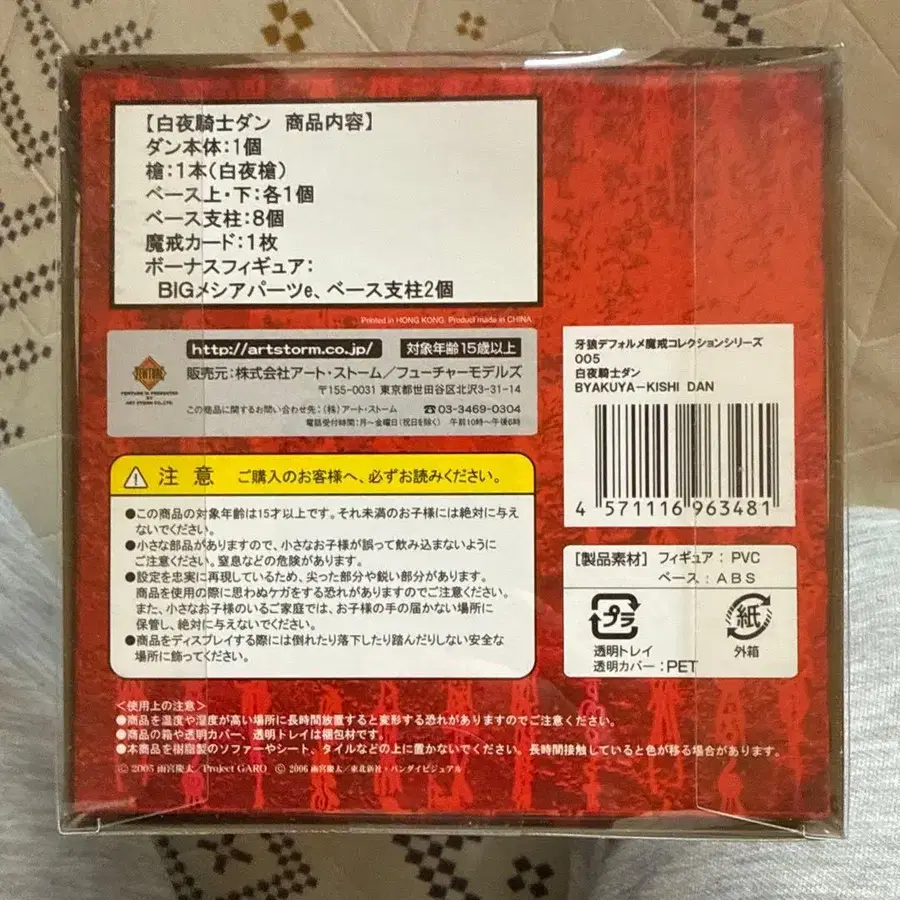 【白夜騎士ダン 商品内容】
ダン本体:1個
槍:1本(白夜槍)
ベース上・下:各1個
ベース支柱:8個
魔戒カード:1枚
ボーナスフィギュア:
BIGメシアパーツe、ベース支柱2個
Printed in HONG KONG. Product made in CHINA
http://artstorm.co.jp/ 対象年齢15歳以上
販売元:株式会社アート・ストーム/フューチャーモデルズ
〒155-0031 東京都世田谷区北沢3-31-14
この商品に関するお問い合わせ先:(株)アート・ストーム ☎03-3469-0304
電話受付時間:月~金曜日(祝日を除く) 午前10時~午後6時
FEWTURE IS PRESENTED
BY
ART STORM CO.,LTD.
牙狼デフォルメ魔戒コレクションシリーズ
005
白夜騎士ダン
BYAKUYA-KISHI DAN
4 571116 963481
⚠ 注意 ご購入のお客様へ、必ずお読みください。
●この商品の対象年齢は15才以上です。それ未満のお子様には絶対に与え
ないでください。
●小さな部品がありますので、小さなお子様が誤って飲み込まないように
ご注意ください。窒息などの危険があります。
●設定を忠実に再現しているため、尖った部分や鋭い部分があります。
商品を使用の際に思わぬケガをする恐れがありますのでご注意ください。
また、小さなお子様のいるご家庭では、お子様の手の届かない場所に
保管し、絶対に与えないでください。
●商品をディスプレイする際には倒れたり落下したり踏んだりしない安全な
場所に飾ってください。
[製品素材] フィギュア:PVC
ベース:ABS
プラ 紙
透明トレイ 外箱
透明カバー:PET
<使用上の注意>
●商品を温度や湿度が高い場所に長時間放置すると変形する恐れがありますのでご注意ください。
●商品の箱や透明カバー、透明トレイは梱包材です。
●本商品を樹脂製のソファーやシート、タイルなどの上に置かないでください。長時間接触していると色が移る場合があります。
© 2005 雨宮慶太/Project GARO © 2006 雨宮慶太/東北新社・バンダイビジュアル